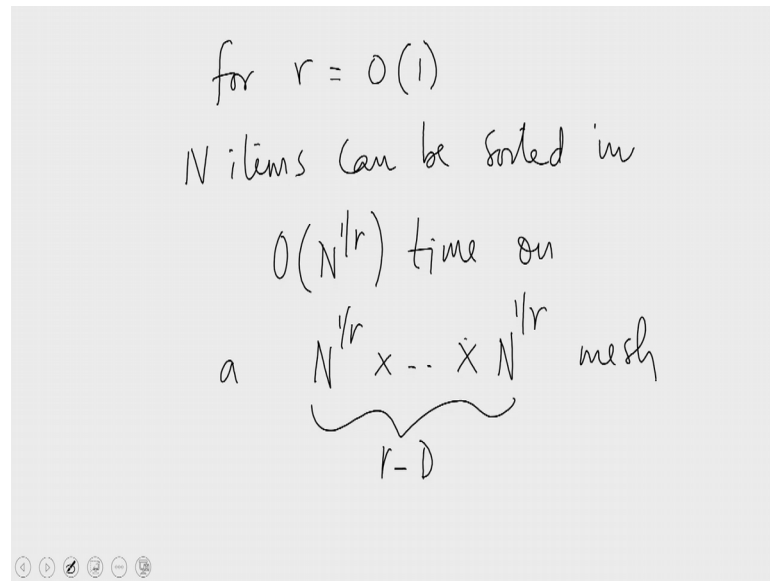 for r = O(1)
N items can be sorted in
O(N^{1/r}) time on
a N^{1/r} x .. x N^{1/r} mesh
r-D